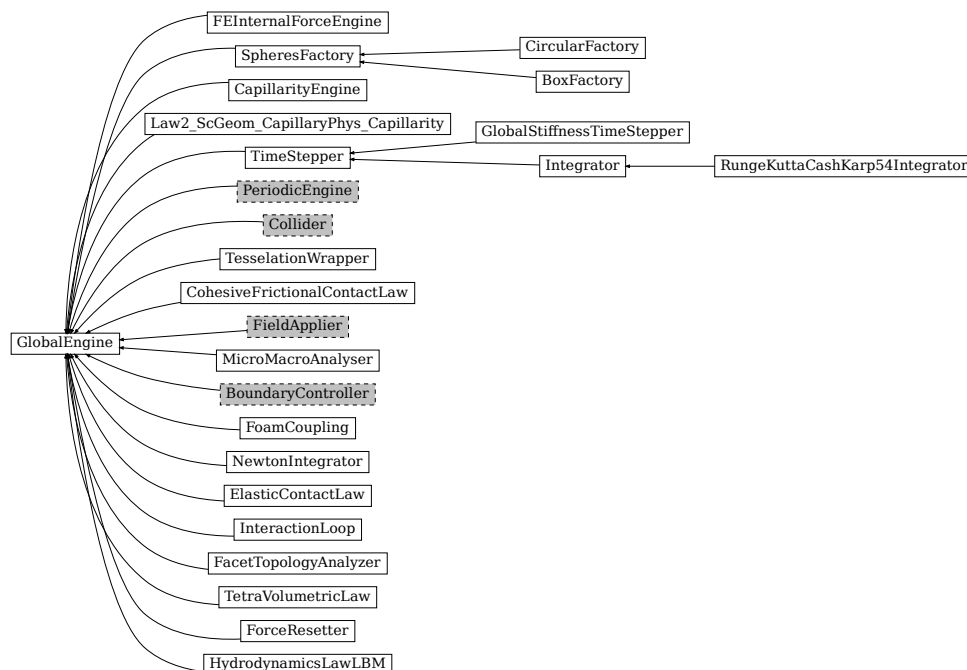 FEInternalForceEngine
SpheresFactory
CircularFactory
BoxFactory
CapillarityEngine
Law2_ScGeom_CapillaryPhys_Capillarity
GlobalStiffnessTimeStepper
TimeStepper
Integrator
RungeKuttaCashKarp54Integrator
PeriodicEngine
Collider
TesselationWrapper
CohesiveFrictionalContactLaw
FieldApplier
GlobalEngine
MicroMacroAnalyser
BoundaryController
FoamCoupling
NewtonIntegrator
ElasticContactLaw
InteractionLoop
FacetTopologyAnalyzer
TetraVolumetricLaw
ForceResetter
HydrodynamicsLawLBM